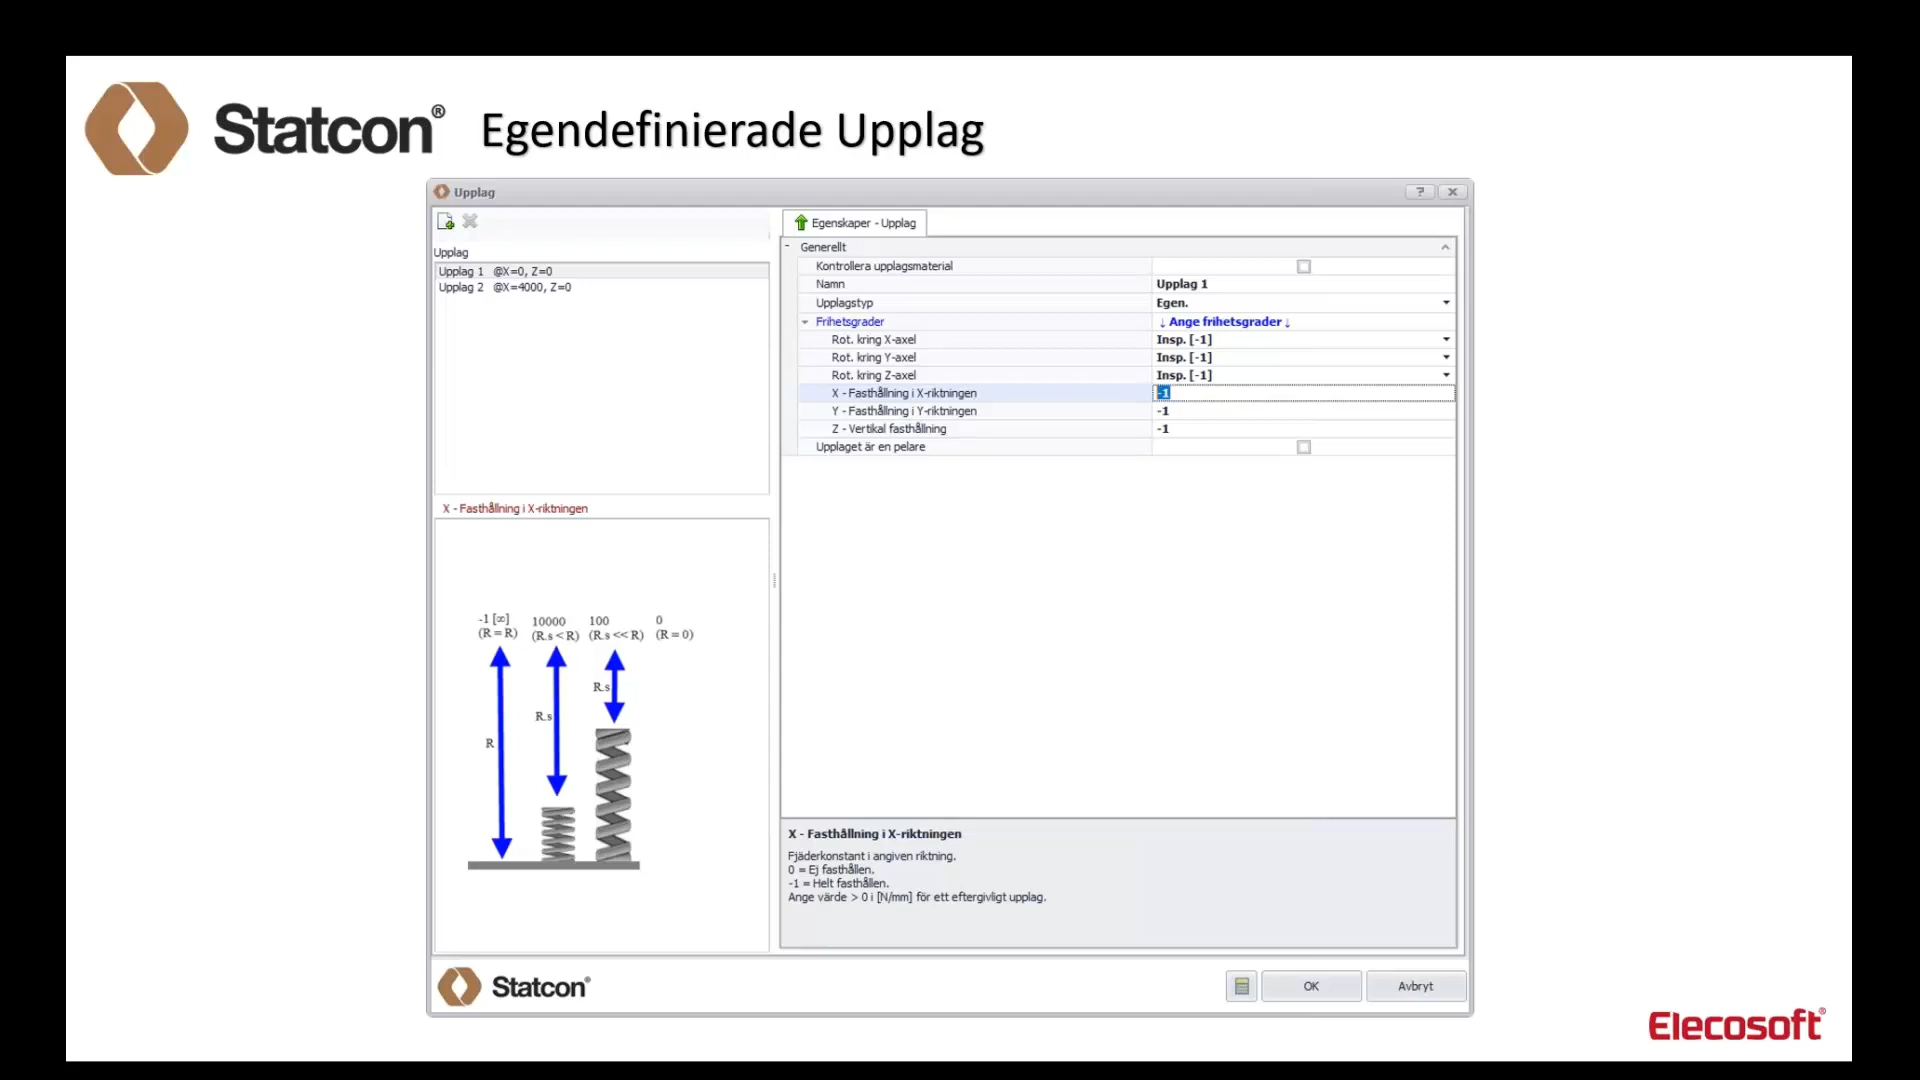 Statcon® Egendefinierade Upplag
Upplag
?
Egenskaper - Upplag
Upplag
Upplag 1 @X=0, Z=0
Upplag 2 @X=4000, Z=0
- Generellt
Kontrollera upplagsmaterial
Namn Upplag 1
Upplagstyp Egen.
Frihetsgrader ↓ Ange frihetsgrader ↓
Rot. kring X-axel Insp. [-1]
Rot. kring Y-axel Insp. [-1]
Rot. kring Z-axel Insp. [-1]
X - Fasthållning i X-riktningen -1
Y - Fasthållning i Y-riktningen -1
Z - Vertikal fasthållning -1
Upplaget är en pelare
X - Fasthållning i X-riktningen
-1 [∞] 10000 100 0
(R = R) (R.s < R) (R.s << R) (R = 0)
R.s
R.s
R
X - Fasthållning i X-riktningen
Fjäderkonstant i angiven riktning.
0 = Ej fasthållen.
-1 = Helt fasthållen.
Ange värde > 0 i [N/mm] för ett eftergivligt upplag.
Statcon®
OK
Avbryt
Elecosoft®